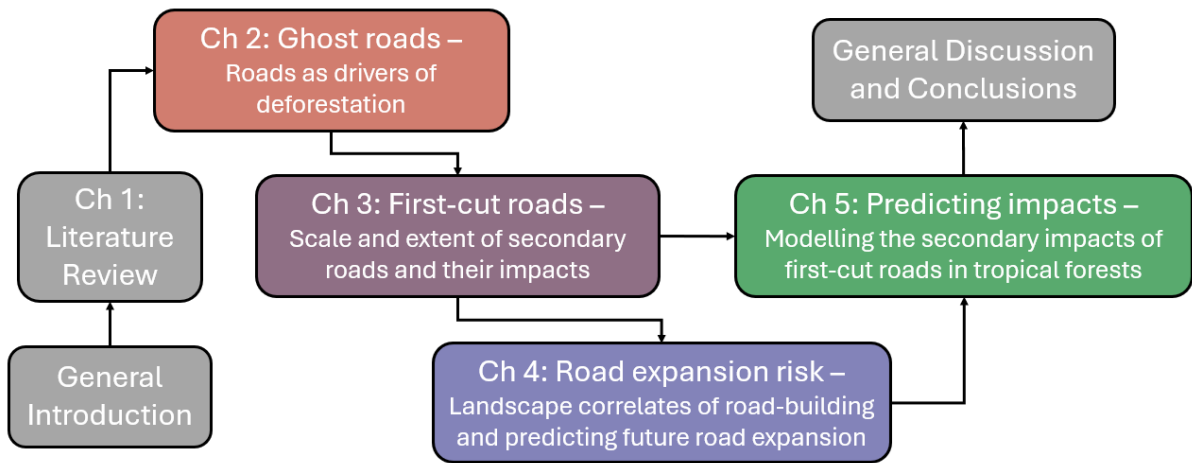 Ch 2: Ghost roads –
Roads as drivers of
deforestation
General Discussion
and Conclusions
Ch 1:
Literature
Review
Ch 3: First-cut roads –
Scale and extent of secondary
roads and their impacts
Ch 5: Predicting impacts –
Modelling the secondary impacts of
first-cut roads in tropical forests
General
Introduction
Ch 4: Road expansion risk –
Landscape correlates of road-building
and predicting future road expansion